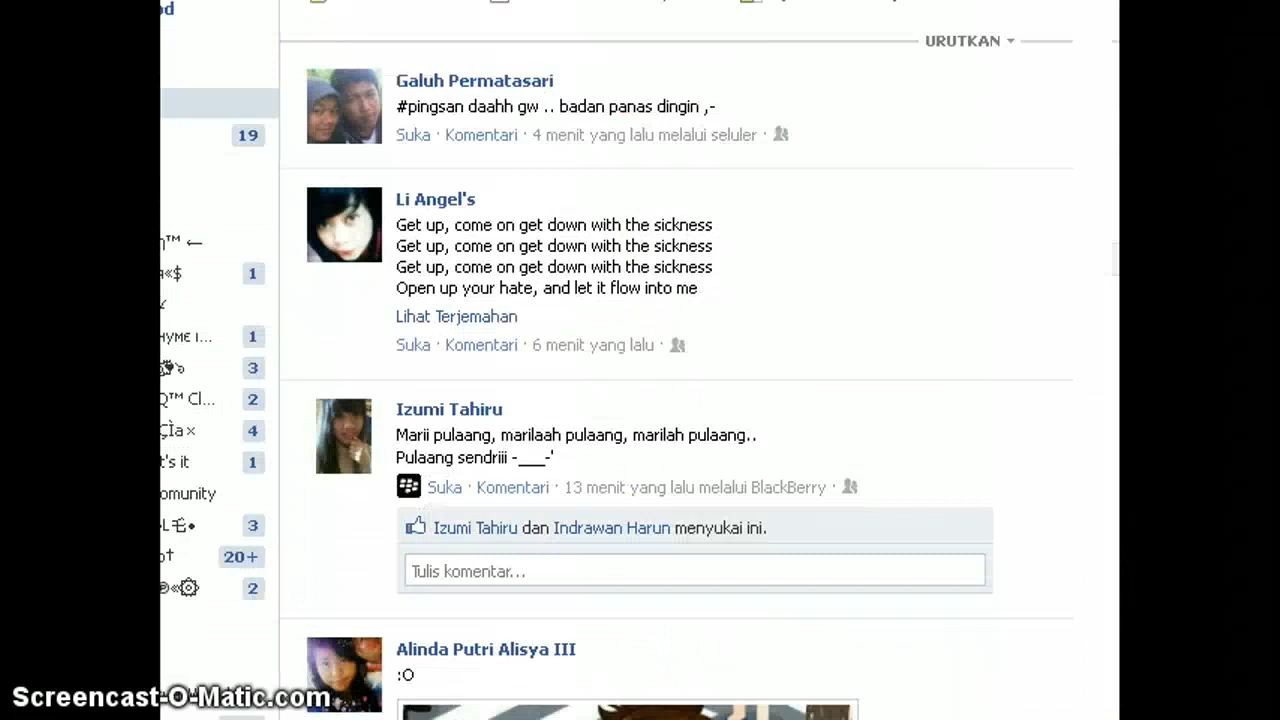 URUTKAN
Galuh Permatasari
#pingsan daahh gw .. badan panas dingin ,-
Suka · Komentari · 4 menit yang lalu melalui seluler ·
19
Li Angel's
Get up, come on get down with the sickness
Get up, come on get down with the sickness
Get up, come on get down with the sickness
Open up your hate, and let it flow into me
Lihat Terjemahan
Suka · Komentari · 6 menit yang lalu ·
1
1
3
2
4
t's it 1
omunity
3
20+
2
Izumi Tahiru
Marii pulaang, marilaah pulaang, marilah pulaang..
Pulaang sendriii -___-'
Suka · Komentari · 13 menit yang lalu melalui BlackBerry ·
Izumi Tahiru dan Indrawan Harun menyukai ini.
Tulis komentar...
Alinda Putri Alisya III
:O
Screencast-O-Matic.com